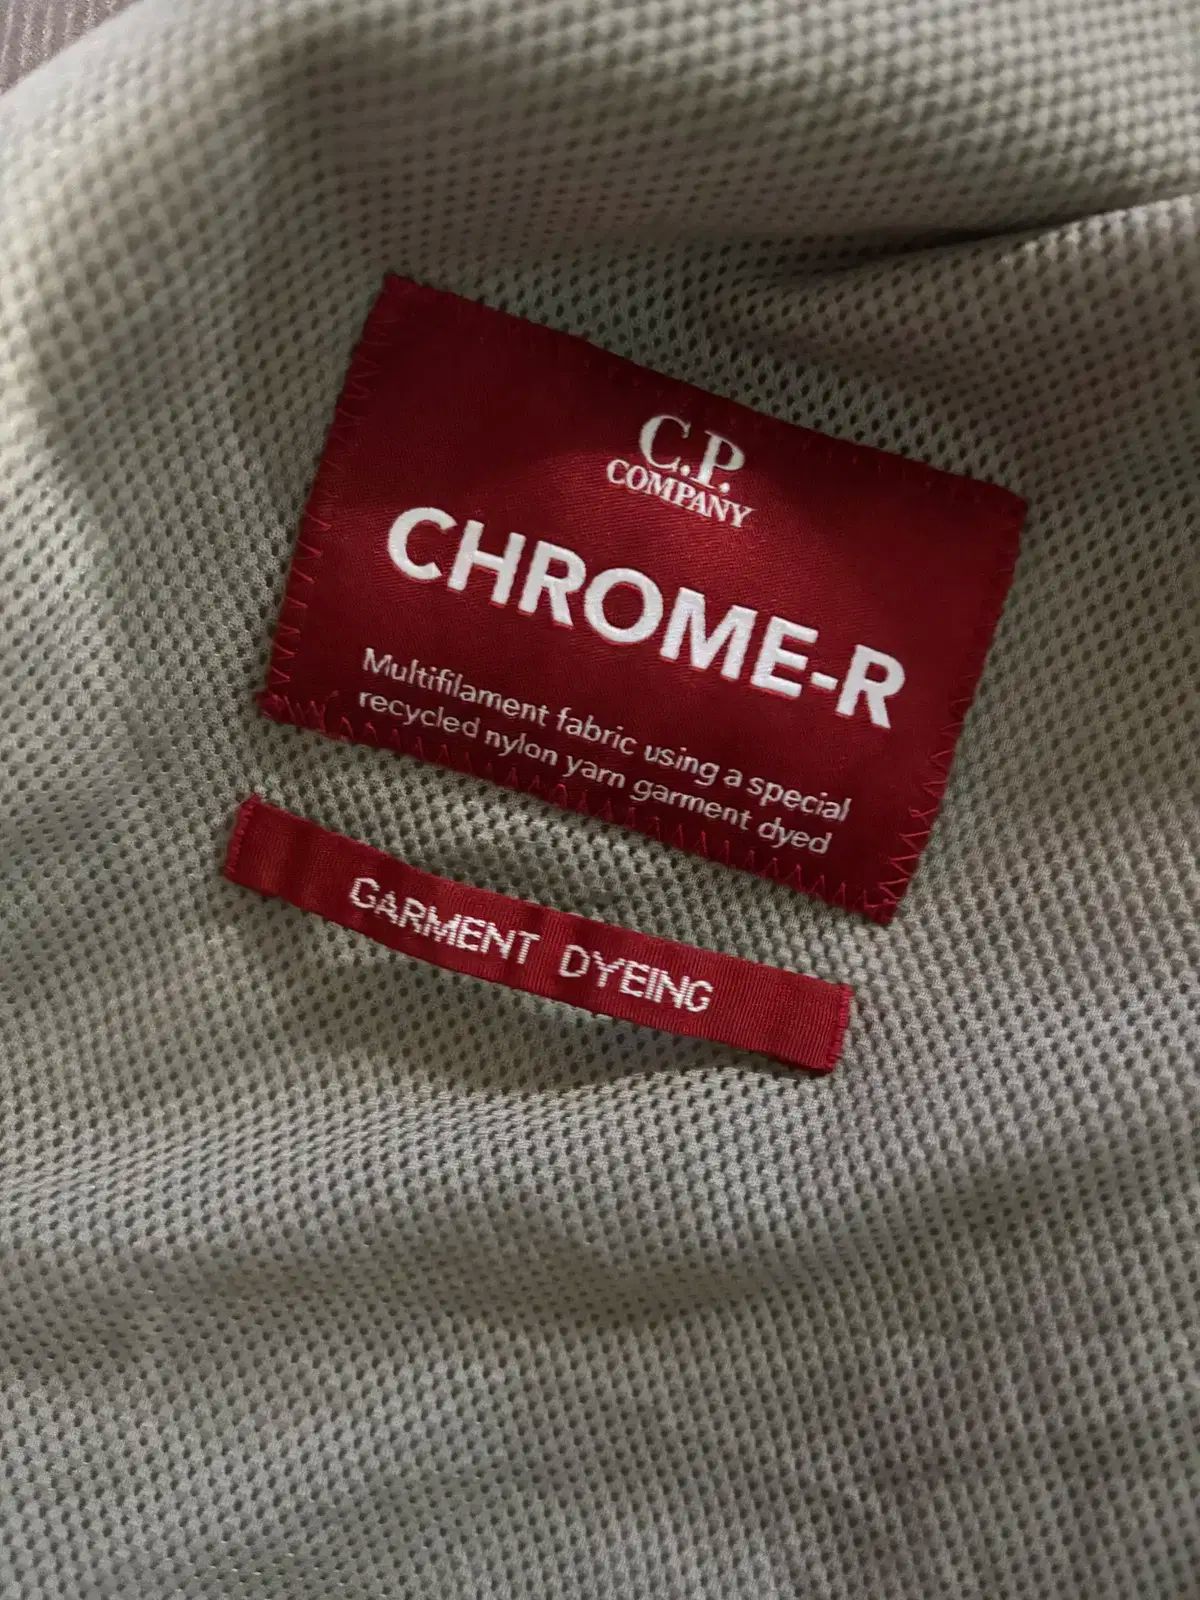 C.P.
COMPANY
CHROME-R
Multifilament fabric using a special
recycled nylon yarn garment dyed
GARMENT DYEING